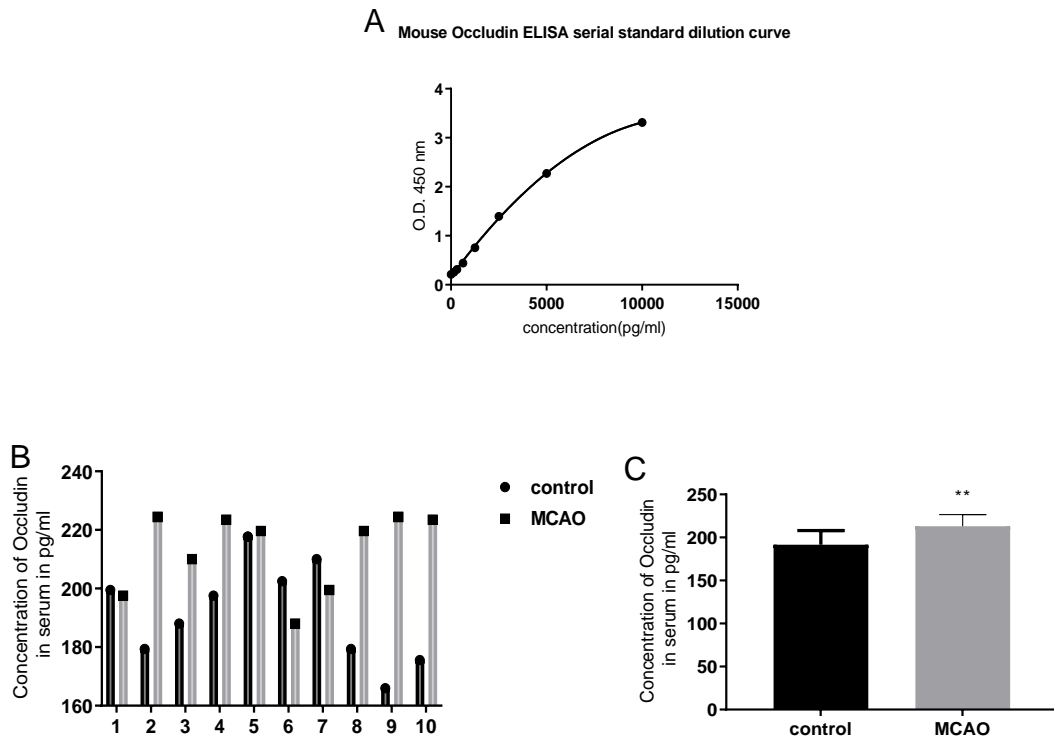 A Mouse Occludin ELISA serial standard dilution curve
4
3
2
1
0
O.D. 450 nm
0 5000 10000 15000
concentration(pg/ml)
B
240
220
200
180
160
Concentration of Occludin
in serum in pg/ml
1 2 3 4 5 6 7 8 9 10
control
MCAO
C
250
200
150
100
50
0
Concentration of Occludin
in serum in pg/ml
**
control MCAO